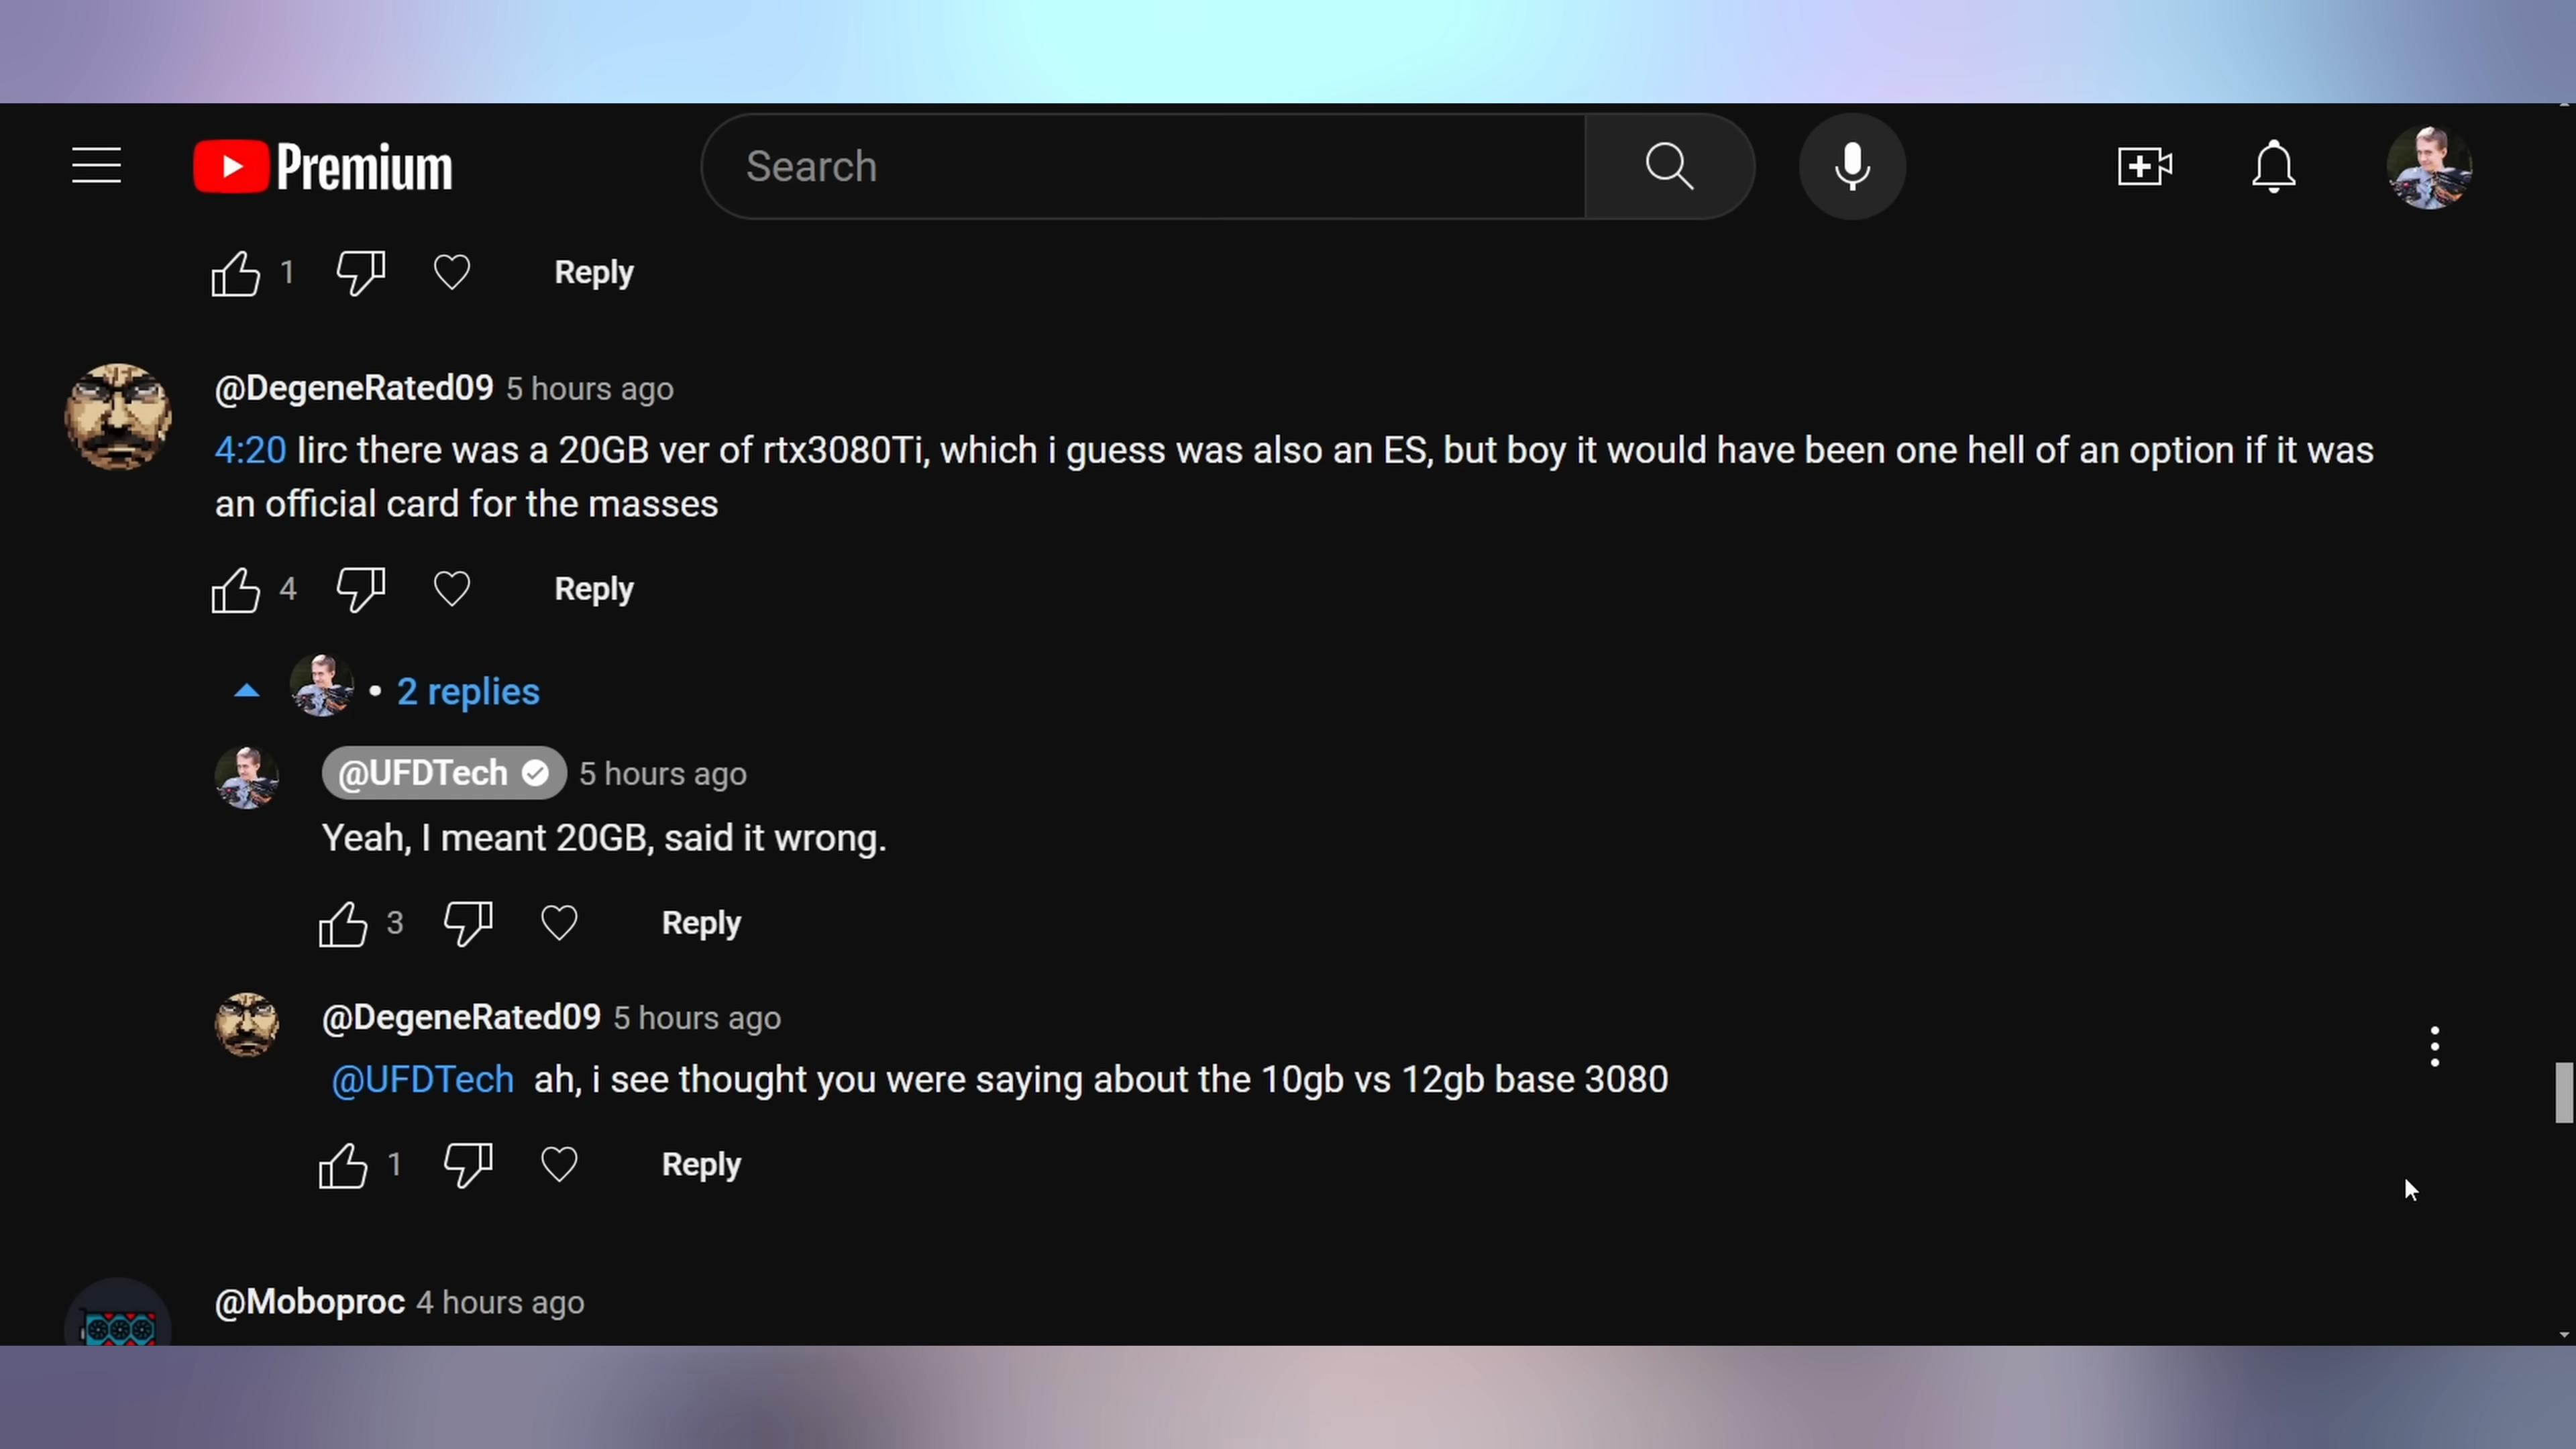 Premium
Search
1 Reply
@DegeneRated09 5 hours ago
4:20 Iirc there was a 20GB ver of rtx3080Ti, which i guess was also an ES, but boy it would have been one hell of an option if it was
an official card for the masses
4 Reply
• 2 replies
@UFDTech 5 hours ago
Yeah, I meant 20GB, said it wrong.
3 Reply
@DegeneRated09 5 hours ago
@UFDTech ah, i see thought you were saying about the 10gb vs 12gb base 3080
1 Reply
@Moboproc 4 hours ago